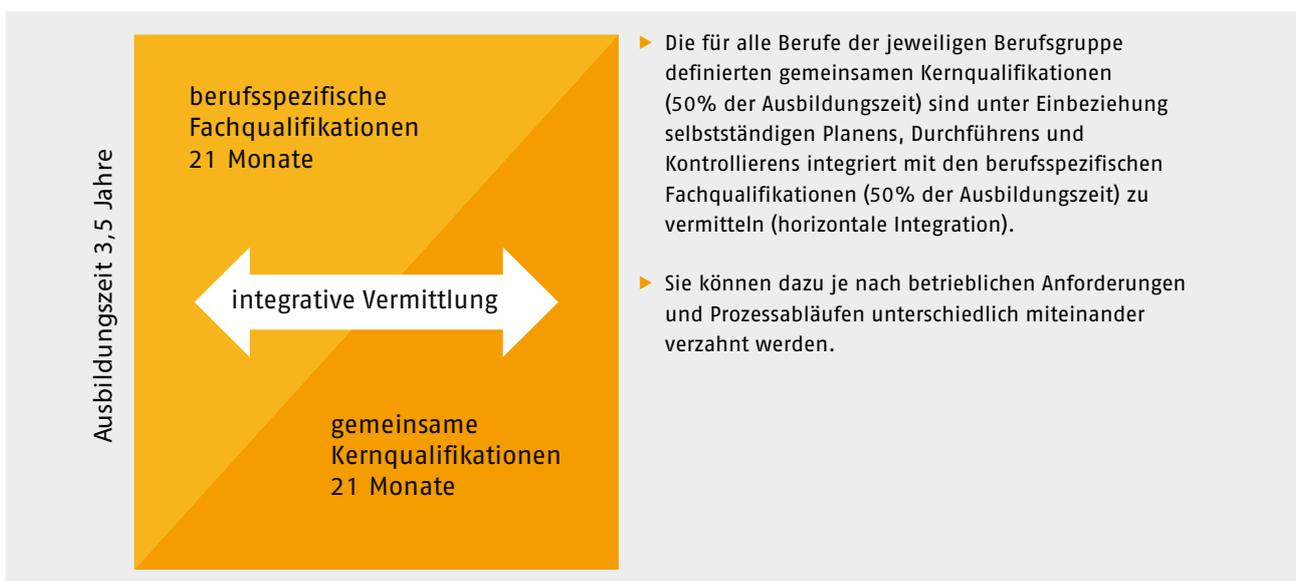 Ausbildungszeit 3,5 Jahre
berufsspezifische
Fachqualifikationen
21 Monate
integrative Vermittlung
gemeinsame
Kernqualifikationen
21 Monate
Die für alle Berufe der jeweiligen Berufsgruppe
definierten gemeinsamen Kernqualifikationen
(50% der Ausbildungszeit) sind unter Einbeziehung
selbstständigen Planens, Durchführens und
Kontrollierens integriert mit den berufsspezifischen
Fachqualifikationen (50% der Ausbildungszeit) zu
vermitteln (horizontale Integration).
Sie können dazu je nach betrieblichen Anforderungen
und Prozessabläufen unterschiedlich miteinander
verzahnt werden.